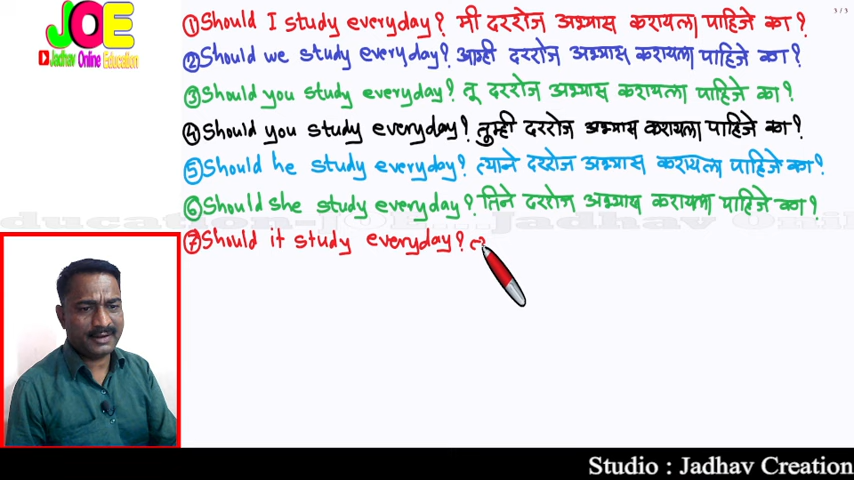 3/3
JOE
Jadhav Online Education
①Should I study everyday? मी दररोज अभ्यास करायला पाहिजे का?
②Should we study everyday? आम्ही दररोज अभ्यास करायला पाहिजे का?
③Should you study everyday? तू दररोज अभ्यास करायला पाहिजे का?
④Should you study everyday? तुम्ही दररोज अभ्यास करायला पाहिजे का?
⑤Should he study everyday? त्याने दररोज अभ्यास करायला पाहिजे का?
⑥Should she study everyday? तिने दररोज अभ्यास करायला पाहिजे का?
⑦Should it study everyday?
Studio : Jadhav Creation